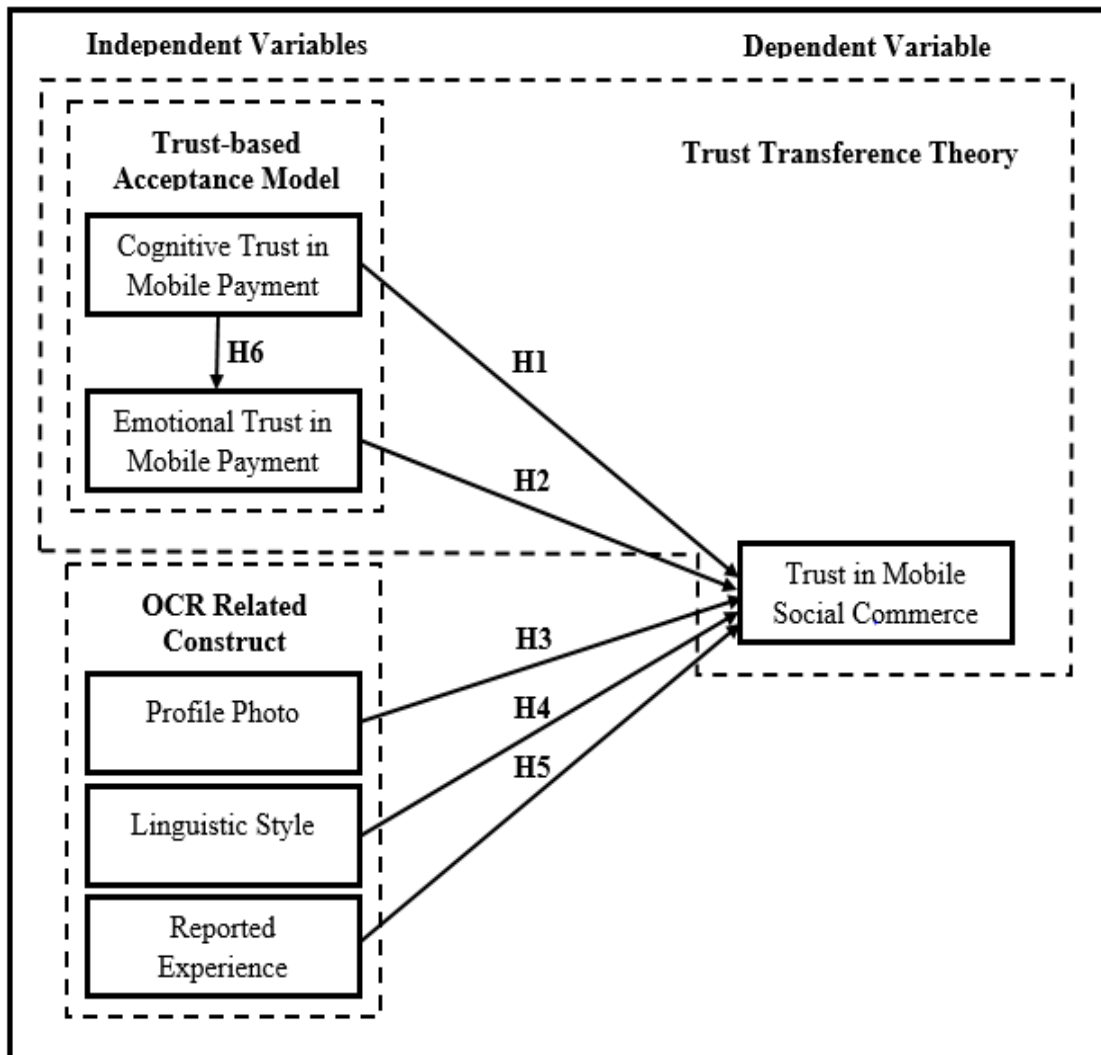 Independent Variables
Dependent Variable
Trust-based
Acceptance Model
Trust Transference Theory
Cognitive Trust in
Mobile Payment
H6
H1
Emotional Trust in
Mobile Payment
H2
Trust in Mobile
Social Commerce
OCR Related
Construct
H3
Profile Photo
H4
H5
Linguistic Style
Reported
Experience